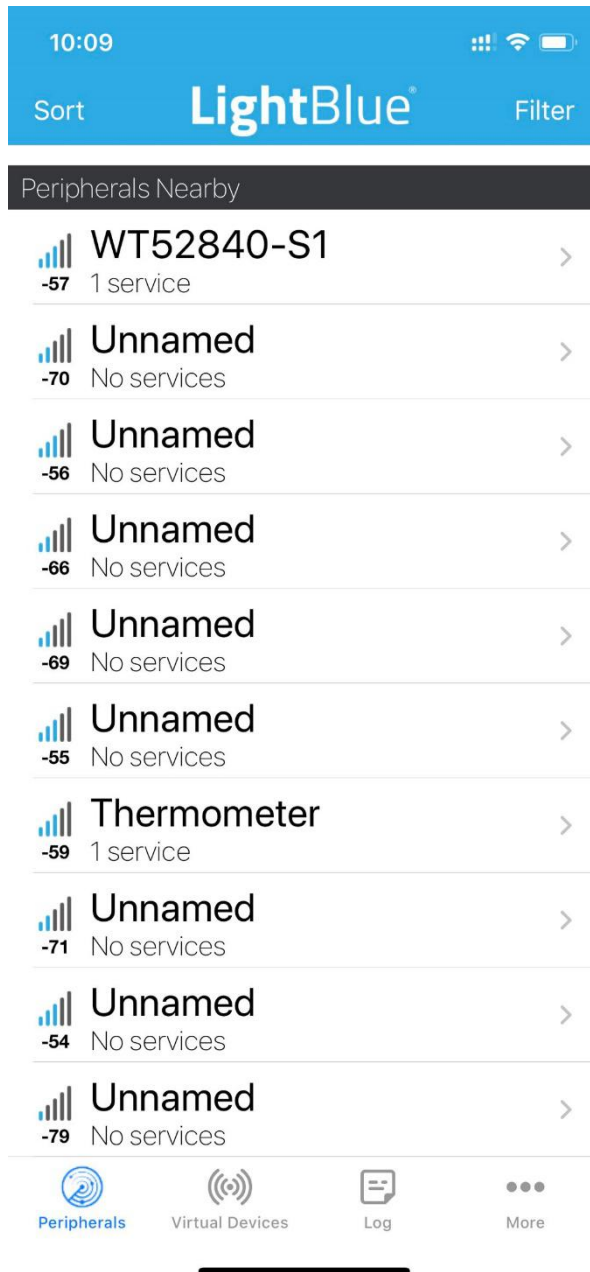 10:09
Sort LightBlue® Filter
Peripherals Nearby
WT52840-S1
-57 1 service
Unnamed
-70 No services
Unnamed
-56 No services
Unnamed
-66 No services
Unnamed
-69 No services
Unnamed
-55 No services
Thermometer
-59 1 service
Unnamed
-71 No services
Unnamed
-54 No services
Unnamed
-79 No services
Peripherals Virtual Devices Log More